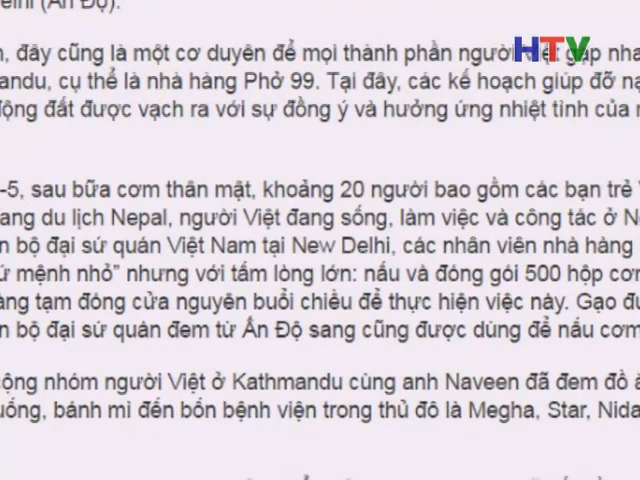 elhi (Ấn Độ).
HTV
n, đây cũng là một cơ duyên để mọi thành phần người Việt gặp nha
andu, cụ thể là nhà hàng Phở 99. Tại đây, các kế hoạch giúp đỡ nạ
động đất được vạch ra với sự đồng ý và hưởng ứng nhiệt tình của
-5, sau bữa cơm thân mật, khoảng 20 người bao gồm các bạn trẻ
ang du lịch Nepal, người Việt đang sống, làm việc và công tác ở N
n bộ đại sứ quán Việt Nam tại New Delhi, các nhân viên nhà hàng
ứ mệnh nhỏ” nhưng với tấm lòng lớn: nấu và đóng gói 500 hộp cơ
àng tạm đóng cửa nguyên buổi chiều để thực hiện việc này. Gạo đ
n bộ đại sứ quán đem từ Ấn Độ sang cũng được dùng để nấu cơm
cộng nhóm người Việt ở Kathmandu cùng anh Naveen đã đem đồ ă
uống, bánh mì đến bốn bệnh viện trong thủ đô là Megha, Star, Nida